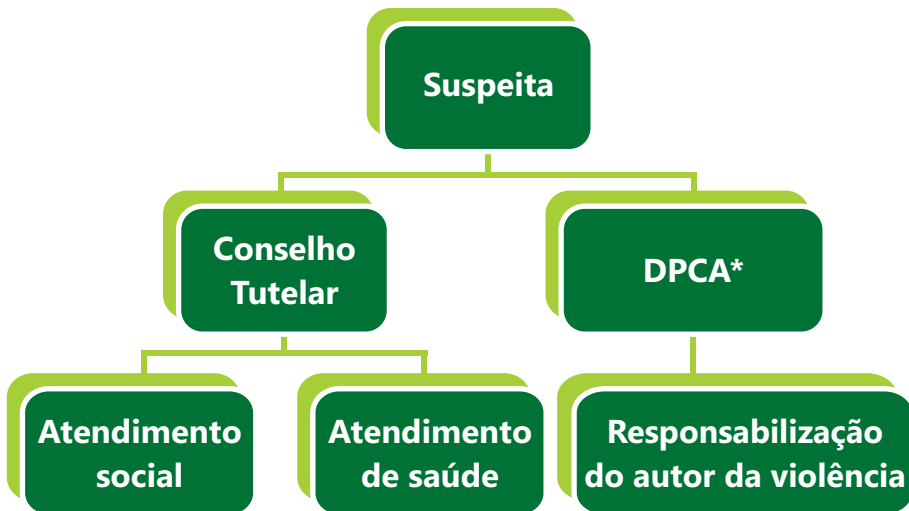 Suspeita
Conselho
Tutelar
DPCA*
Atendimento
social
Atendimento
de saúde
Responsabilização
do autor da violência